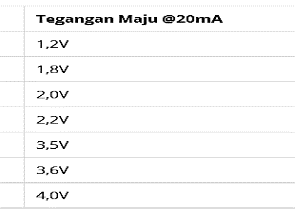 Tegangan Maju @20mA
1,2V
1,8V
2,0V
2,2V
3,5V
3,6V
4,0V